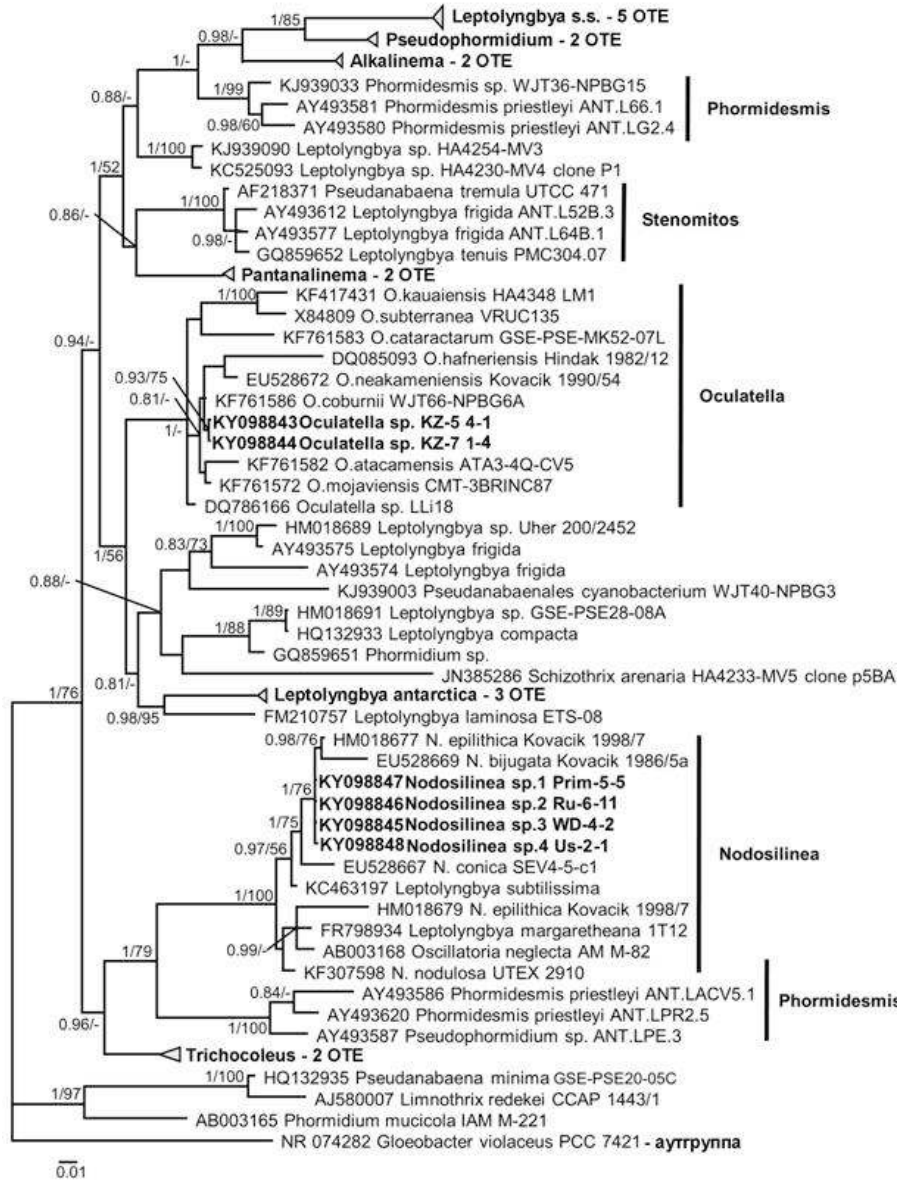 1/85
Leptolyngbya s.s. - 5 OTE
0.98/-
Pseudophormidium - 2 OTE
1/-
Alkalinema - 2 OTE
0.88/-
1/99
KJ939033 Phormidesmis sp. WJT36-NPBG15
AY493581 Phormidesmis priestleyi ANT.L66.1
Phormidesmis
0.98/60
AY493580 Phormidesmis priestleyi ANT.LG2.4
1/100
KJ939090 Leptolyngbya sp. HA4254-MV3
1/52
KC525093 Leptolyngbya sp. HA4230-MV4 clone P1
1/100
AF218371 Pseudanabaena tremula UTCC 471
0.86/-
AY493612 Leptolyngbya frigida ANT.L52B.3
Stenomitos
AY493577 Leptolyngbya frigida ANT.L64B.1
0.98/-
GQ859652 Leptolyngbya tenuis PMC304.07
Pantanalinema - 2 OTE
1/100
KF417431 O.kauaiensis HA4348 LM1
X84809 O.subterranea VRUC135
0.94/-
KF761583 O.cataractarum GSE-PSE-MK52-07L
DQ085093 O.hafneriensis Hindak 1982/12
0.93/75
EU528672 O.neakameniensis Kovacik 1990/54
Oculatella
0.81/-
KF761586 O.coburnii WJT66-NPBG6A
KY098843 Oculatella sp. KZ-5 4-1
1/-
KY098844 Oculatella sp. KZ-7 1-4
KF761582 O.atacamensis ATA3-4Q-CV5
KF761572 O.mojaviensis CMT-3BRINC87
DQ786166 Oculatella sp. LLi18
1/100
HM018689 Leptolyngbya sp. Uher 200/2452
1/56
0.83/73
AY493575 Leptolyngbya frigida
0.88/-
AY493574 Leptolyngbya frigida
KJ939003 Pseudanabaenales cyanobacterium WJT40-NPBG3
1/89
HM018691 Leptolyngbya sp. GSE-PSE28-08A
1/88
HQ132933 Leptolyngbya compacta
GQ859651 Phormidium sp.
JN385286 Schizothrix arenaria HA4233-MV5 clone p5BA
1/76
0.81/-
Leptolyngbya antarctica - 3 OTE
0.98/95
FM210757 Leptolyngbya laminosa ETS-08
0.98/76
HM018677 N. epilithica Kovacik 1998/7
EU528669 N. bijugata Kovacik 1986/5a
1/76
KY098847 Nodosilinea sp.1 Prim-5-5
KY098846 Nodosilinea sp.2 Ru-6-11
1/75
KY098845 Nodosilinea sp.3 WD-4-2
KY098848 Nodosilinea sp.4 Us-2-1
Nodosilinea
0.97/56
EU528667 N. conica SEV4-5-c1
KC463197 Leptolyngbya subtilissima
1/100
HM018679 N. epilithica Kovacik 1998/7
FR798934 Leptolyngbya margaretheana 1T12
1/79
0.99/-
AB003168 Oscillatoria neglecta AM M-82
KF307598 N. nodulosa UTEX 2910
0.84/-
AY493586 Phormidesmis priestleyi ANT.LACV5.1
Phormidesmis
AY493620 Phormidesmis priestleyi ANT.LPR2.5
0.96/-
1/100
AY493587 Pseudophormidium sp. ANT.LPE.3
Trichocoleus - 2 OTE
1/100
HQ132935 Pseudanabaena minima GSE-PSE20-05C
1/97
AJ580007 Limnothrix redekei CCAP 1443/1
AB003165 Phormidium mucicola IAM M-221
NR 074282 Gloeobacter violaceus PCC 7421 - аутгруппа
0.01